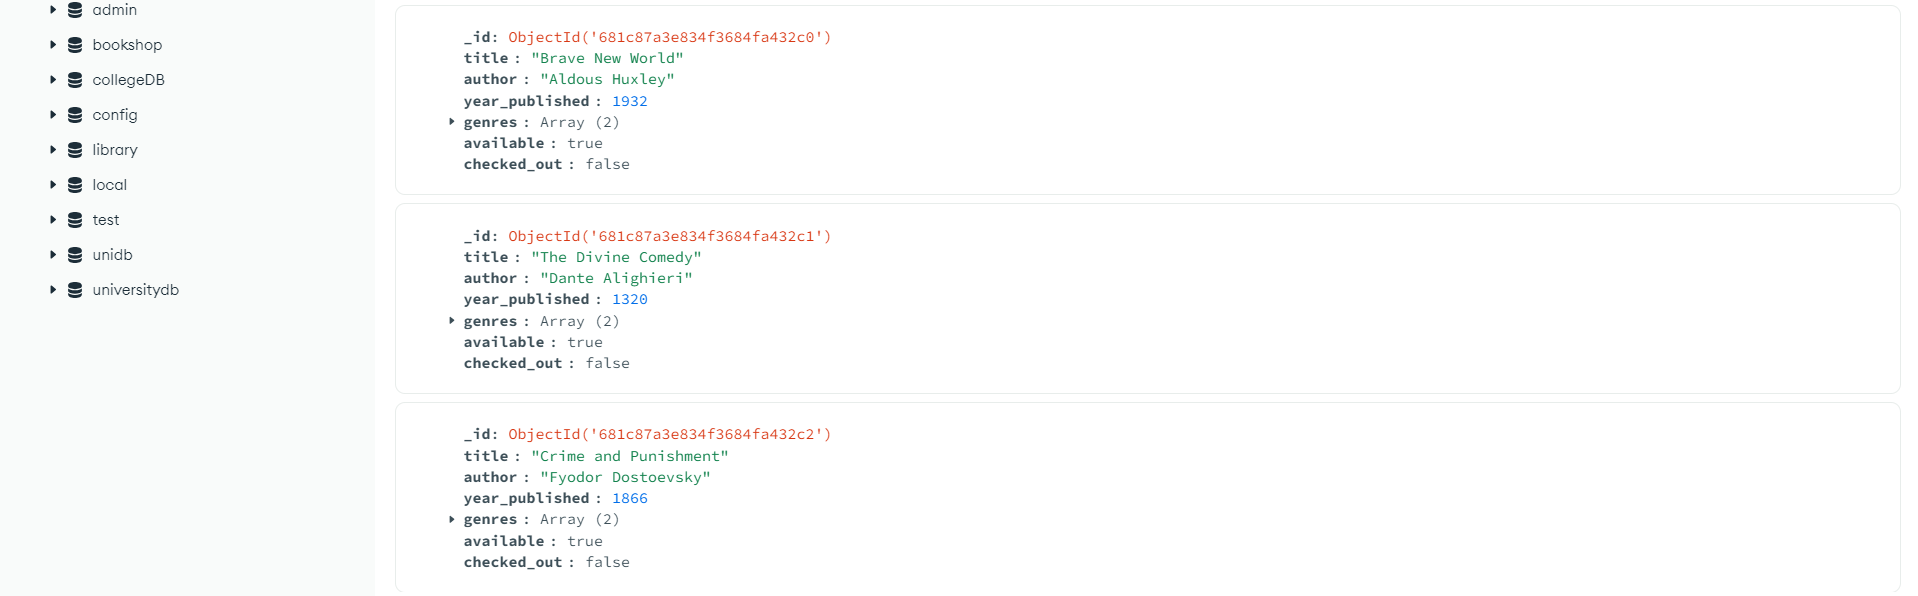 admin
bookshop
collegeDB
config
library
local
test
unidb
universitydb
_id: ObjectId('681c87a3e834f3684fa432c0')
title : "Brave New World"
author : "Aldous Huxley"
year_published : 1932
genres : Array (2)
available : true
checked_out : false
_id: ObjectId('681c87a3e834f3684fa432c1')
title : "The Divine Comedy"
author : "Dante Alighieri"
year_published : 1320
genres : Array (2)
available : true
checked_out : false
_id: ObjectId('681c87a3e834f3684fa432c2')
title : "Crime and Punishment"
author : "Fyodor Dostoevsky"
year_published : 1866
genres : Array (2)
available : true
checked_out : false